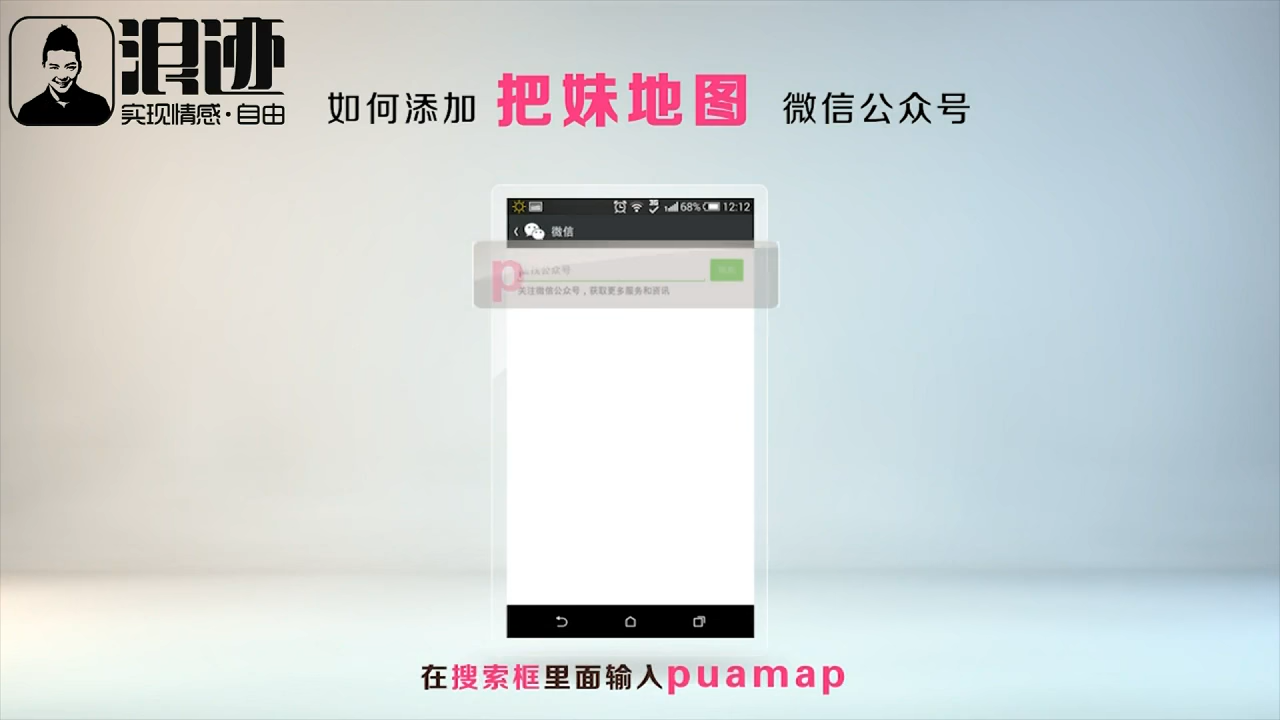 浪迹
实现情感·自由
如何添加 把妹地图 微信公众号
68% 12:12
微信
p
关注微信公众号，获取更多服务和资讯
在搜索框里面输入puamap